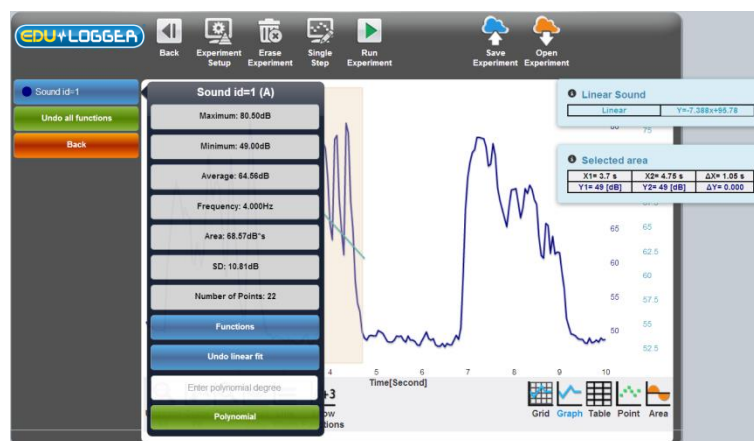 EDU LOGGER
Back
Experiment Setup
Erase Experiment
Single Step
Run Experiment
Save Experiment
Open Experiment
Sound id=1
Undo all functions
Back
Sound id=1 (A)
Maximum: 80.50dB
Minimum: 49.00dB
Average: 64.56dB
Frequency: 4.000Hz
Area: 68.57dB*s
SD: 10.81dB
Number of Points: 22
Functions
Undo linear fit
Enter polynomial degree
Polynomial
Linear Sound
Linear Y=-7.388x+95.78
75
Selected area
X1= 3.7 s X2= 4.75 s ΔX= 1.05 s
Y1= 49 [dB] Y2= 49 [dB] ΔY= 0.000
65 65
60 62.5
60
57.5
55 55
50 52.5
4 5 6 7 8 9 10
Time[Second]
+3
Grid Graph Table Point Area